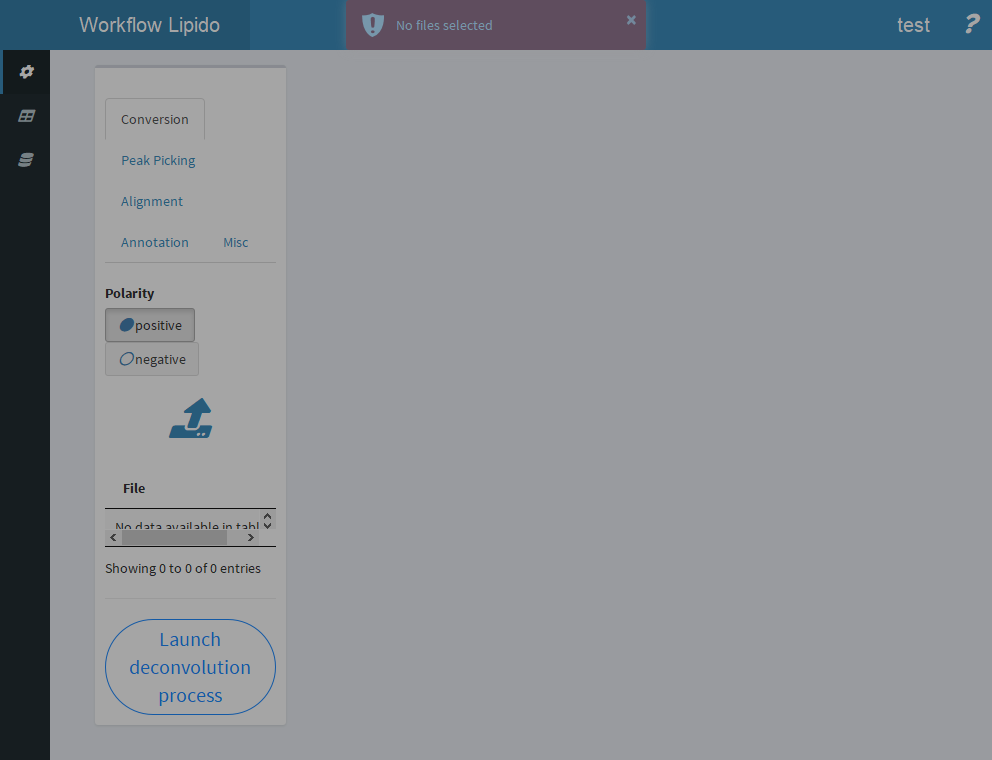 Workflow Lipido
No files selected
×
test
?
Conversion
Peak Picking
Alignment
Annotation Misc
Polarity
positive
negative
File
No data available in tabl
Showing 0 to 0 of 0 entries
Launch
deconvolution
process